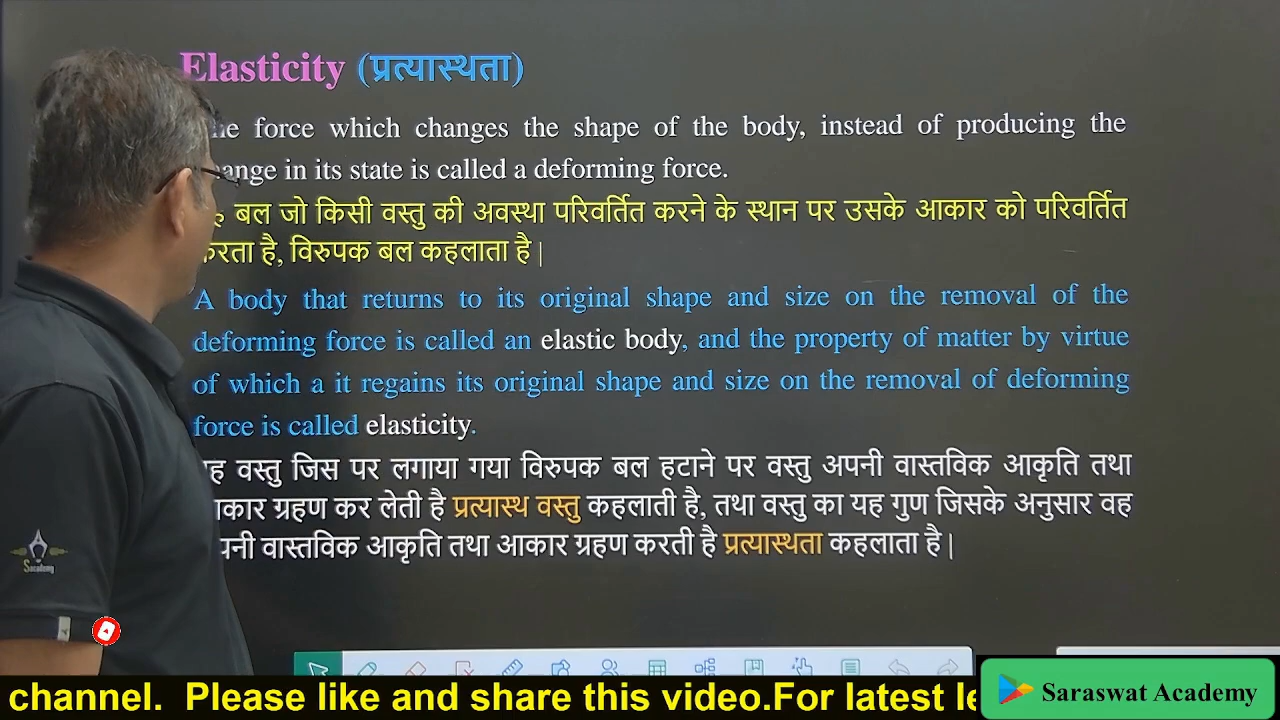 Elasticity (प्रत्यास्थता)
force which changes the shape of the body, instead of producing the
in its state is called a deforming force.
बल जो किसी वस्तु की अवस्था परिवर्तित करने के स्थान पर उसके आकार को परिवर्तित
है, विरुपक बल कहलाता है |
A body that returns to its original shape and size on the removal of the
deforming force is called an elastic body, and the property of matter by virtue
of which a it regains its original shape and size on the removal of deforming
force is called elasticity.
वस्तु जिस पर लगाया गया विरुपक बल हटाने पर वस्तु अपनी वास्तविक आकृति तथा
ग्रहण कर लेती है प्रत्यास्थ वस्तु कहलाती है, तथा वस्तु का यह गुण जिसके अनुसार वह
वास्तविक आकृति तथा आकार ग्रहण करती है प्रत्यास्थता कहलाता है |
Sacademy
channel. Please like and share this video.For latest
Saraswat Academy